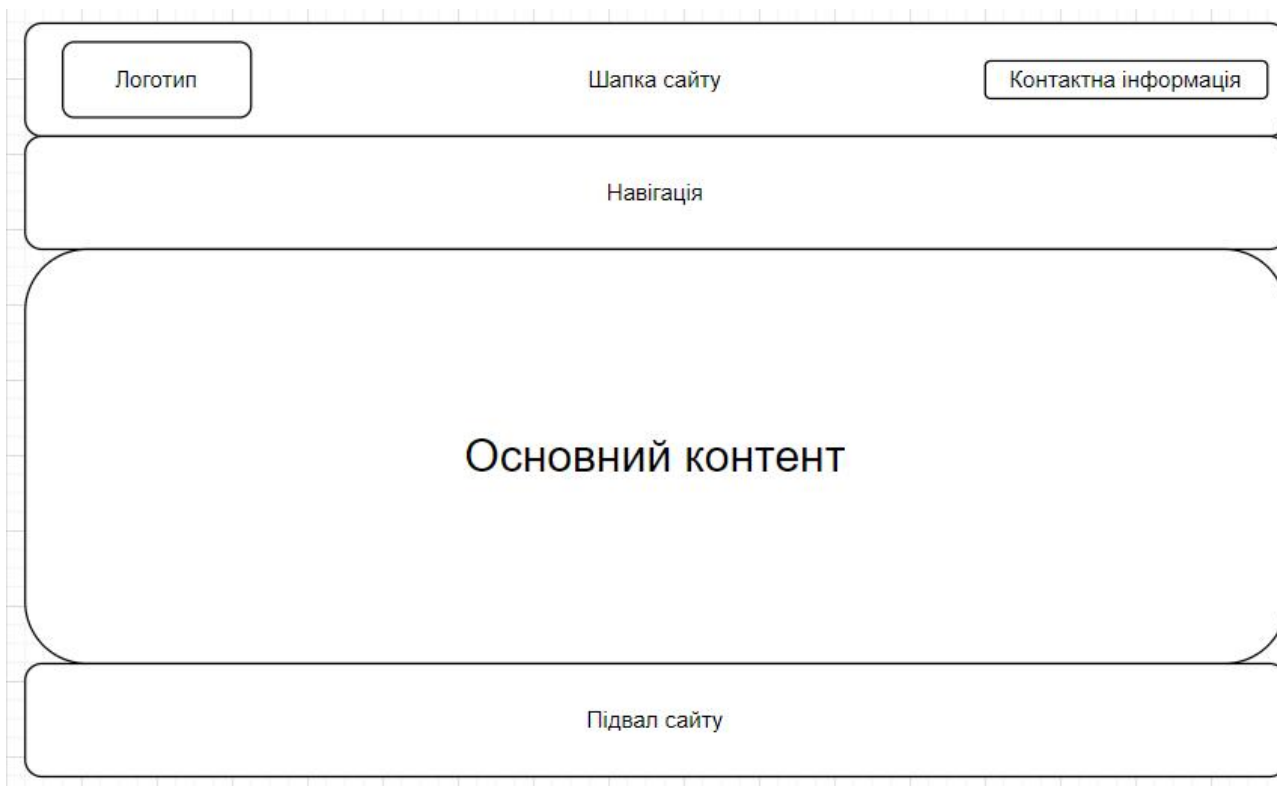 Логотип
Шапка сайту
Контактна інформація
Навігація
Основний контент
Підвал сайту